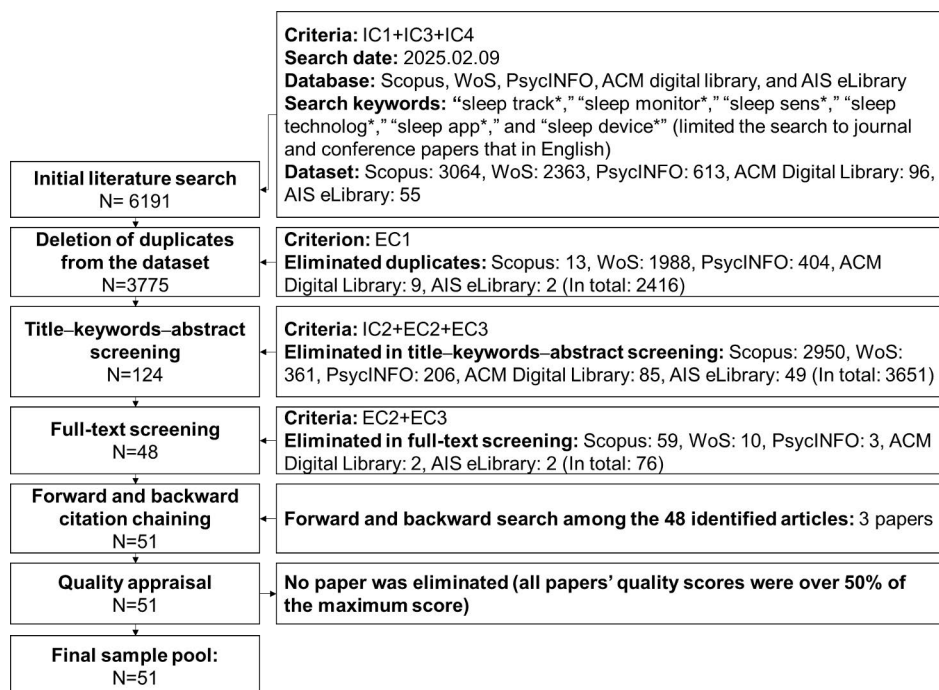 Criteria: IC1+IC3+IC4
Search date: 2025.02.09
Database: Scopus, WoS, PsycINFO, ACM digital library, and AIS eLibrary
Search keywords: “sleep track*,” “sleep monitor*,” “sleep sens*,” “sleep
technolog*,” “sleep app*,” and “sleep device*” (limited the search to journal
and conference papers that in English)
Dataset: Scopus: 3064, WoS: 2363, PsycINFO: 613, ACM Digital Library: 96,
AIS eLibrary: 55
Initial literature search
N= 6191
Deletion of duplicates
from the dataset
N=3775
Criterion: EC1
Eliminated duplicates: Scopus: 13, WoS: 1988, PsycINFO: 404, ACM
Digital Library: 9, AIS eLibrary: 2 (In total: 2416)
Title–keywords–abstract
screening
N=124
Criteria: IC2+EC2+EC3
Eliminated in title–keywords–abstract screening: Scopus: 2950, WoS:
361, PsycINFO: 206, ACM Digital Library: 85, AIS eLibrary: 49 (In total: 3651)
Full-text screening
N=48
Criteria: EC2+EC3
Eliminated in full-text screening: Scopus: 59, WoS: 10, PsycINFO: 3, ACM
Digital Library: 2, AIS eLibrary: 2 (In total: 76)
Forward and backward
citation chaining
N=51
Forward and backward search among the 48 identified articles: 3 papers
Quality appraisal
N=51
No paper was eliminated (all papers’ quality scores were over 50% of
the maximum score)
Final sample pool:
N=51